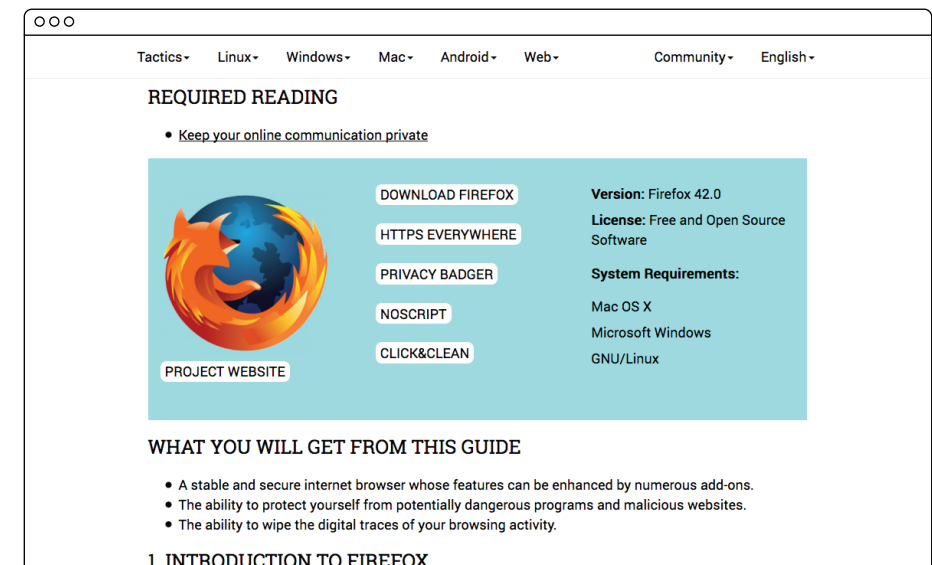 Tactics Linux Windows Mac Android Web Community English
REQUIRED READING
Keep your online communication private
DOWNLOAD FIREFOX
HTTPS EVERYWHERE
PRIVACY BADGER
NOSCRIPT
CLICK&CLEAN
PROJECT WEBSITE
Version: Firefox 42.0
License: Free and Open Source
Software
System Requirements:
Mac OS X
Microsoft Windows
GNU/Linux
WHAT YOU WILL GET FROM THIS GUIDE
A stable and secure internet browser whose features can be enhanced by numerous add-ons.
The ability to protect yourself from potentially dangerous programs and malicious websites.
The ability to wipe the digital traces of your browsing activity.
1. INTRODUCTION TO FIREFOX